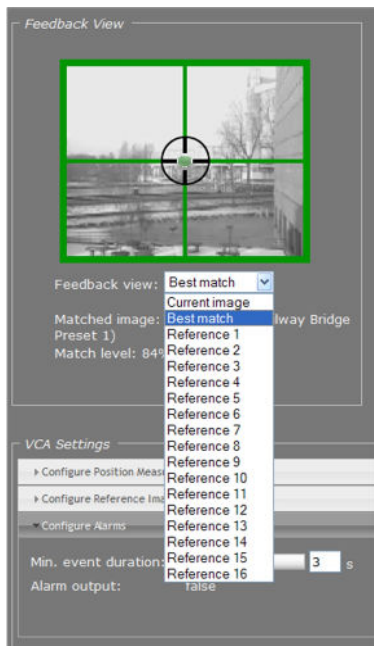 Feedback View
Feedback view: Best match
Current image
Best match
Matched image: lway Bridge
Preset 1)
Match level: 84%
Reference 1
Reference 2
Reference 3
Reference 4
Reference 5
Reference 6
Reference 7
Reference 8
Reference 9
Reference 10
Reference 11
Reference 12
Reference 13
Reference 14
Reference 15
Reference 16
VCA Settings
Configure Position Meas
Configure Reference Ima
Configure Alarms
Min. event duration: 3 s
Alarm output: false